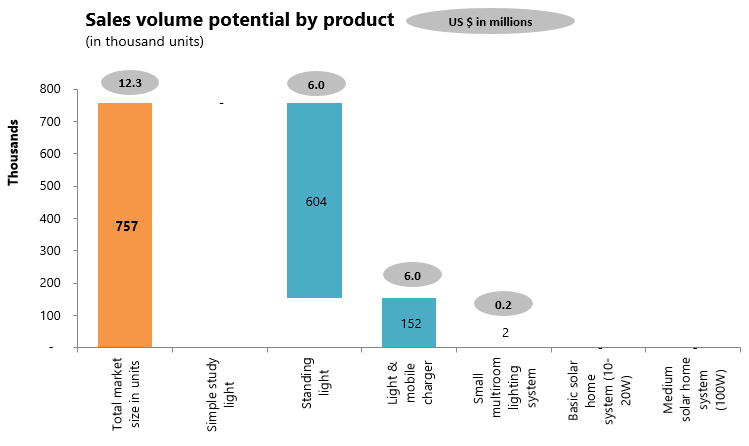 Sales volume potential by product
US $ in millions
(in thousand units)
12.3
6.0
800
700
600
500
400
300
200
100
-
Thousands
757
-
604
6.0
152
0.2
2
-
-
Total market
size in units
Simple study
light
Standing
light
Light &
mobile
charger
Small
multiroom
lighting
system
Basic solar
home
system (10-
20W)
Medium
solar home
system
(100W)